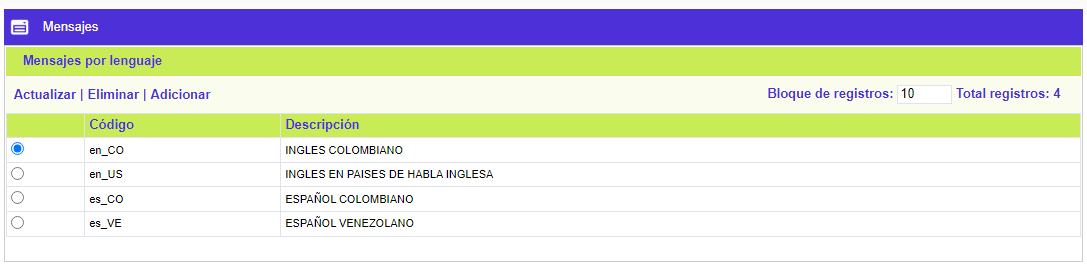 Mensajes
Mensajes por lenguaje
Actualizar | Eliminar | Adicionar Bloque de registros: 10 Total registros: 4
Código Descripción
en_CO INGLES COLOMBIANO
en_US INGLES EN PAISES DE HABLA INGLESA
es_CO ESPAÑOL COLOMBIANO
es_VE ESPAÑOL VENEZOLANO